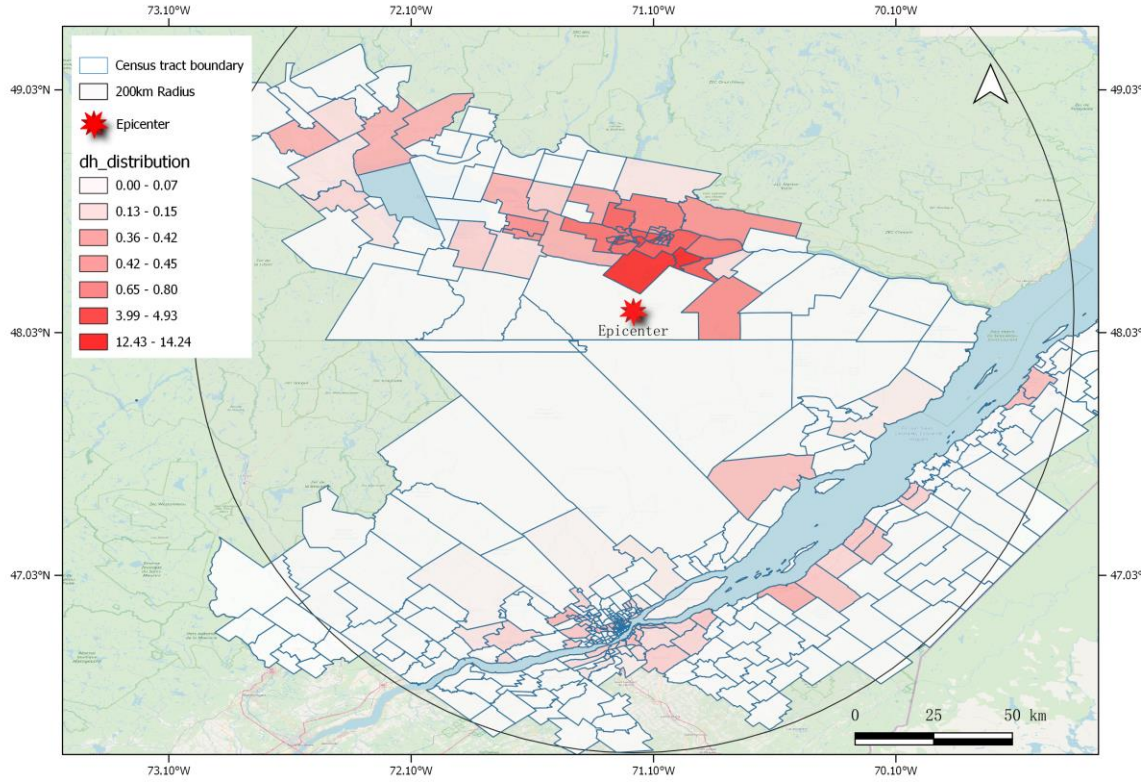 73.10°W 72.10°W 71.10°W 70.10°W
49.03°N 49.03°N
48.03°N 48.03°N
47.03°N 47.03°N
Census tract boundary
200km Radius
Epicenter
dh_distribution
0.00 - 0.07
0.13 - 0.15
0.36 - 0.42
0.42 - 0.45
0.65 - 0.80
3.99 - 4.93
12.43 - 14.24
Epicenter
0 25 50 km
73.10°W 72.10°W 71.10°W 70.10°W